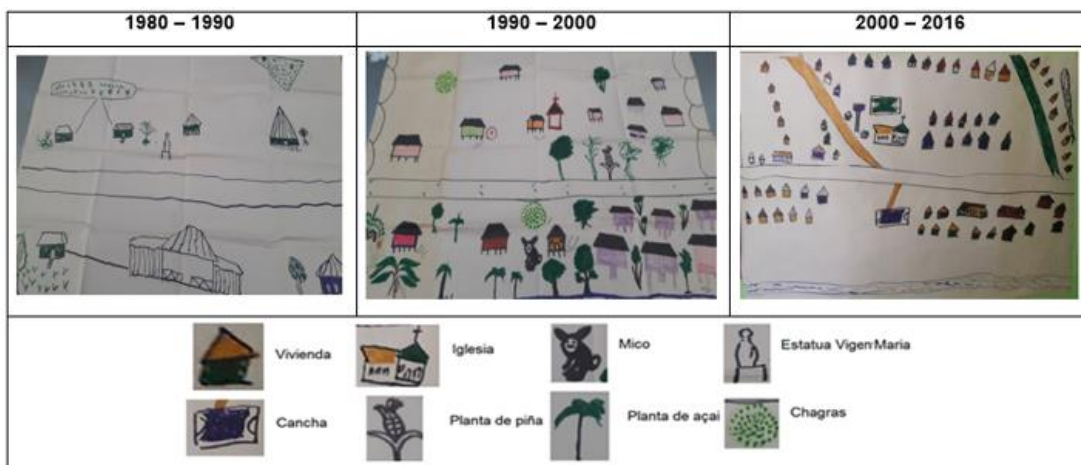 1980 – 1990 1990 – 2000 2000 – 2016
Vivienda Iglesia Mico Estatua Vigen Maria
Cancha Planta de piña Planta de açai Chagras